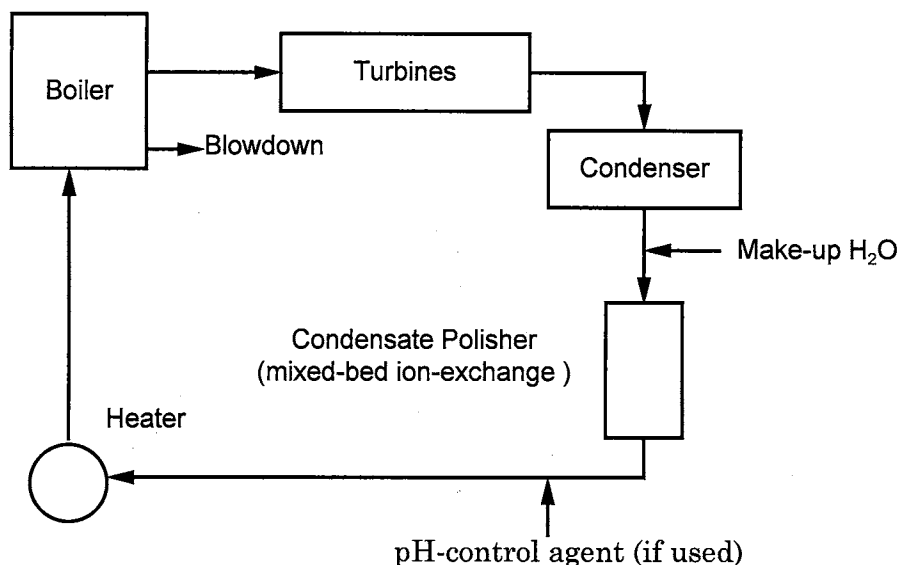 Boiler
Turbines
Blowdown
Condenser
Make-up H₂O
Condensate Polisher
(mixed-bed ion-exchange )
Heater
pH-control agent (if used)